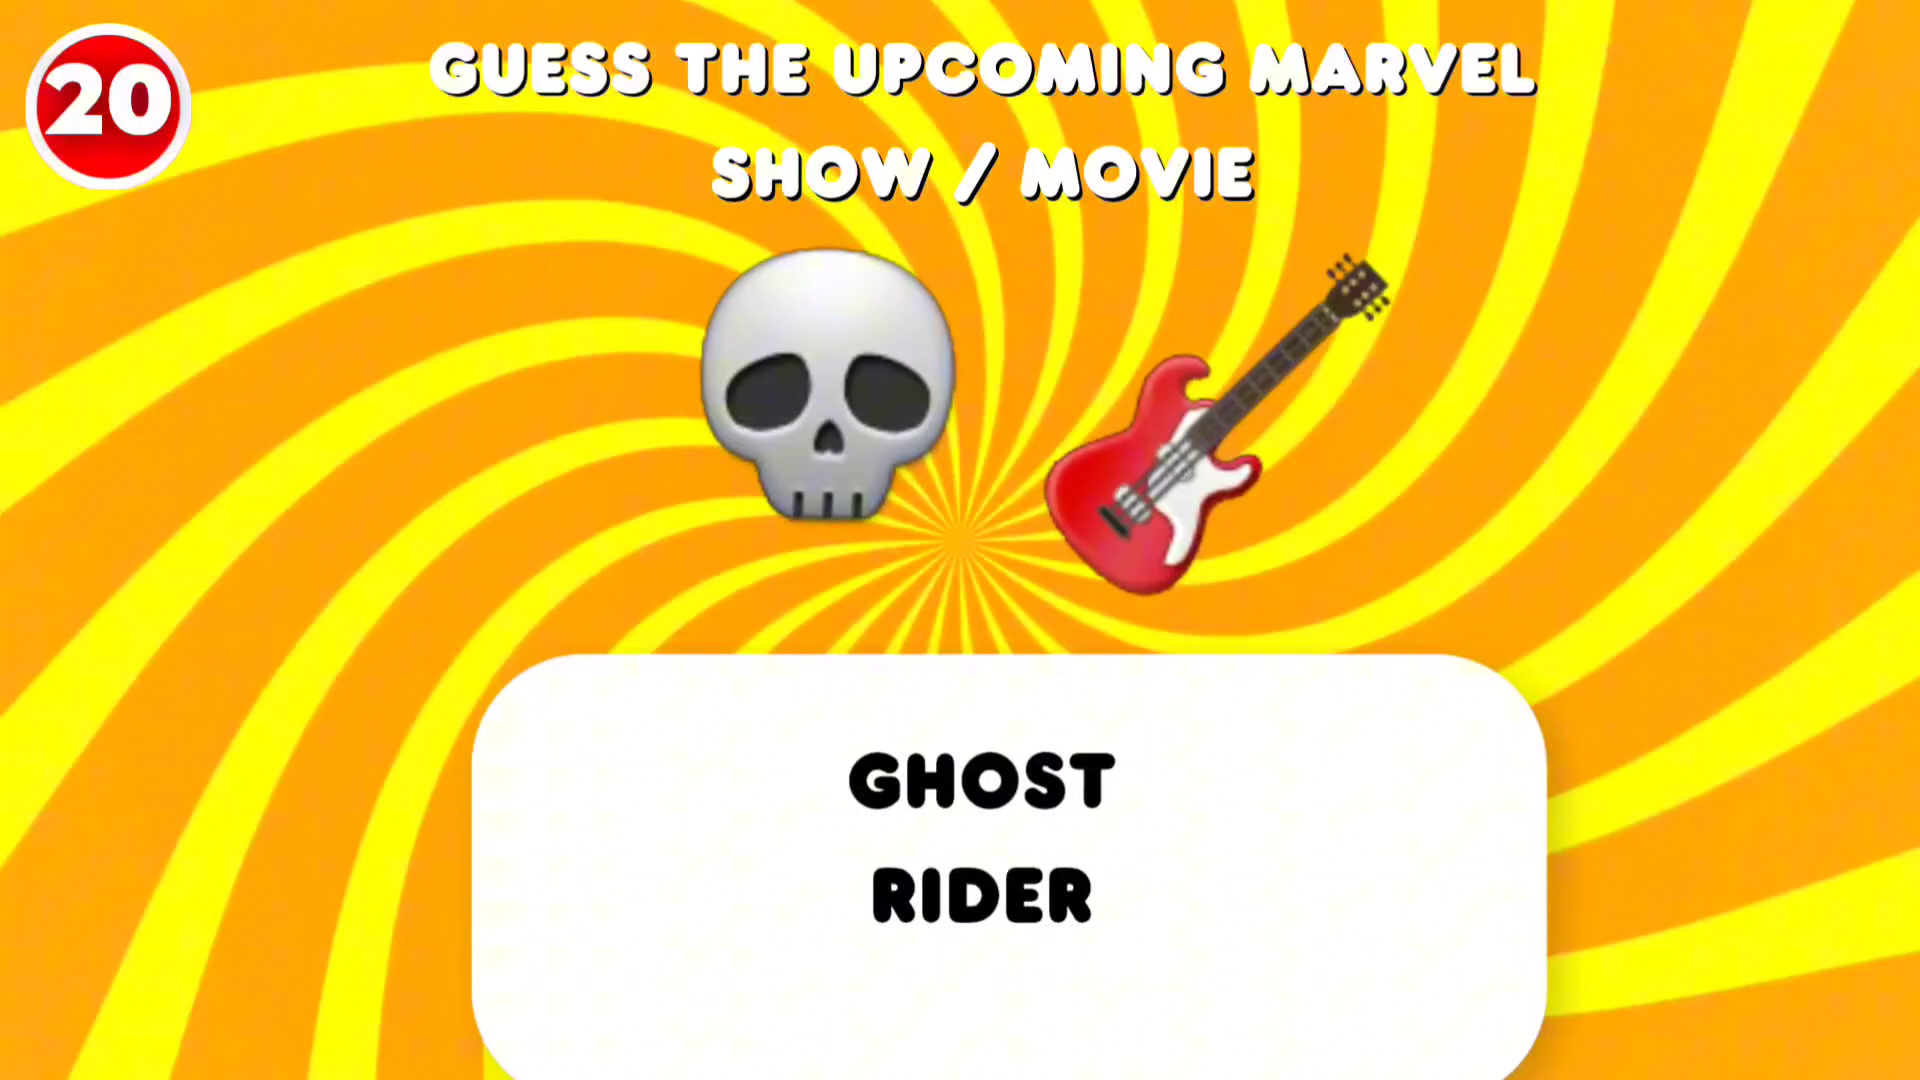 20
GUESS THE UPCOMING MARVEL
SHOW / MOVIE
GHOST
RIDER